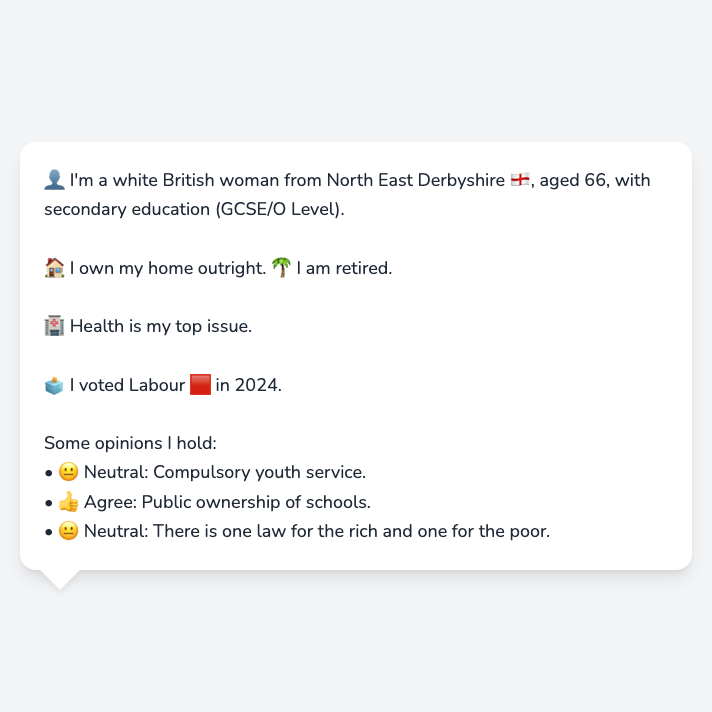 👤 I'm a white British woman from North East Derbyshire 🏴󠁧󠁢󠁥󠁮󠁧󠁿, aged 66, with
secondary education (GCSE/O Level).
🏠 I own my home outright. 🌴 I am retired.
🏥 Health is my top issue.
🗳️ I voted Labour 🟥 in 2024.
Some opinions I hold:
• 😐 Neutral: Compulsory youth service.
• 👍 Agree: Public ownership of schools.
• 😐 Neutral: There is one law for the rich and one for the poor.